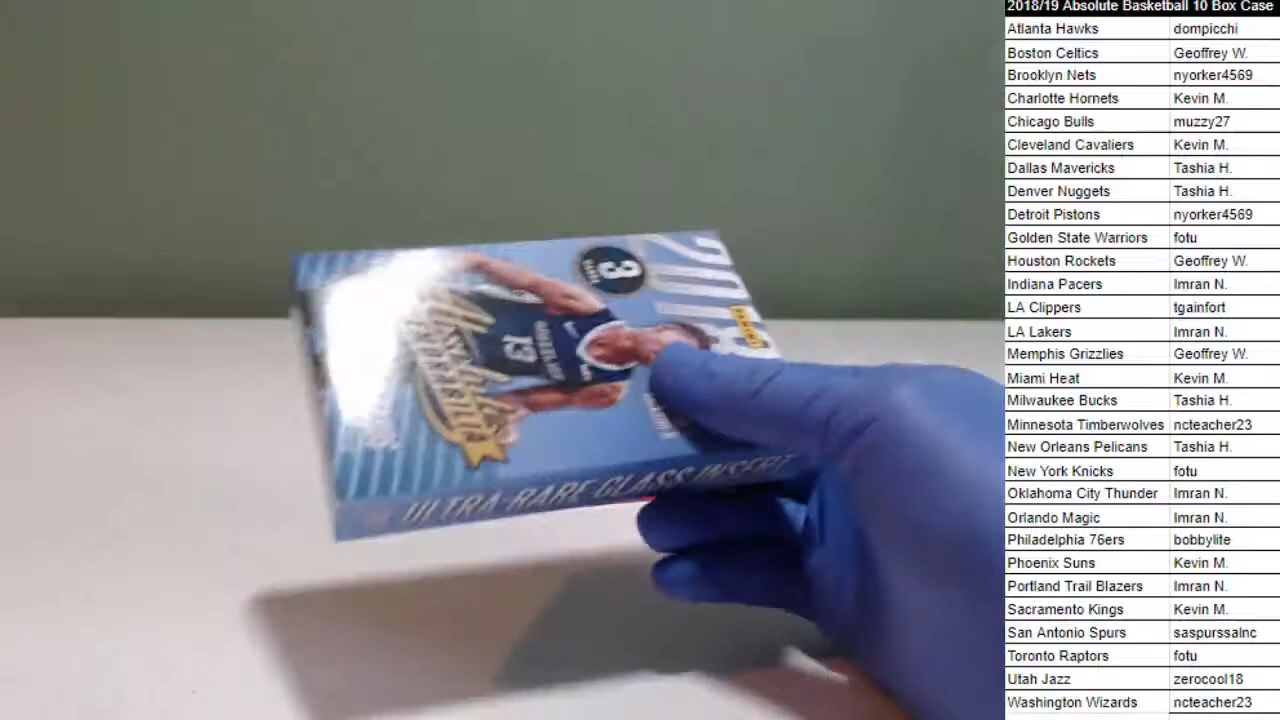 2018/19 Absolute Basketball 10 Box Case
Atlanta Hawks dompicchi
Boston Celtics Geoffrey W.
Brooklyn Nets nyorker4569
Charlotte Hornets Kevin M.
Chicago Bulls muzzy27
Cleveland Cavaliers Kevin M.
Dallas Mavericks Tashia H.
Denver Nuggets Tashia H.
Detroit Pistons nyorker4569
Golden State Warriors fotu
Houston Rockets Geoffrey W.
Indiana Pacers Imran N.
LA Clippers tgainfort
LA Lakers Imran N.
Memphis Grizzlies Geoffrey W.
Miami Heat Kevin M.
Milwaukee Bucks Tashia H.
Minnesota Timberwolves ncteacher23
New Orleans Pelicans Tashia H.
New York Knicks fotu
Oklahoma City Thunder Imran N.
Orlando Magic Imran N.
Philadelphia 76ers bobbylite
Phoenix Suns Kevin M.
Portland Trail Blazers Imran N.
Sacramento Kings Kevin M.
San Antonio Spurs saspurssalnc
Toronto Raptors fotu
Utah Jazz zerocool18
Washington Wizards ncteacher23
PANINI
3
13
ULTRA-RARE GLASS INSERT